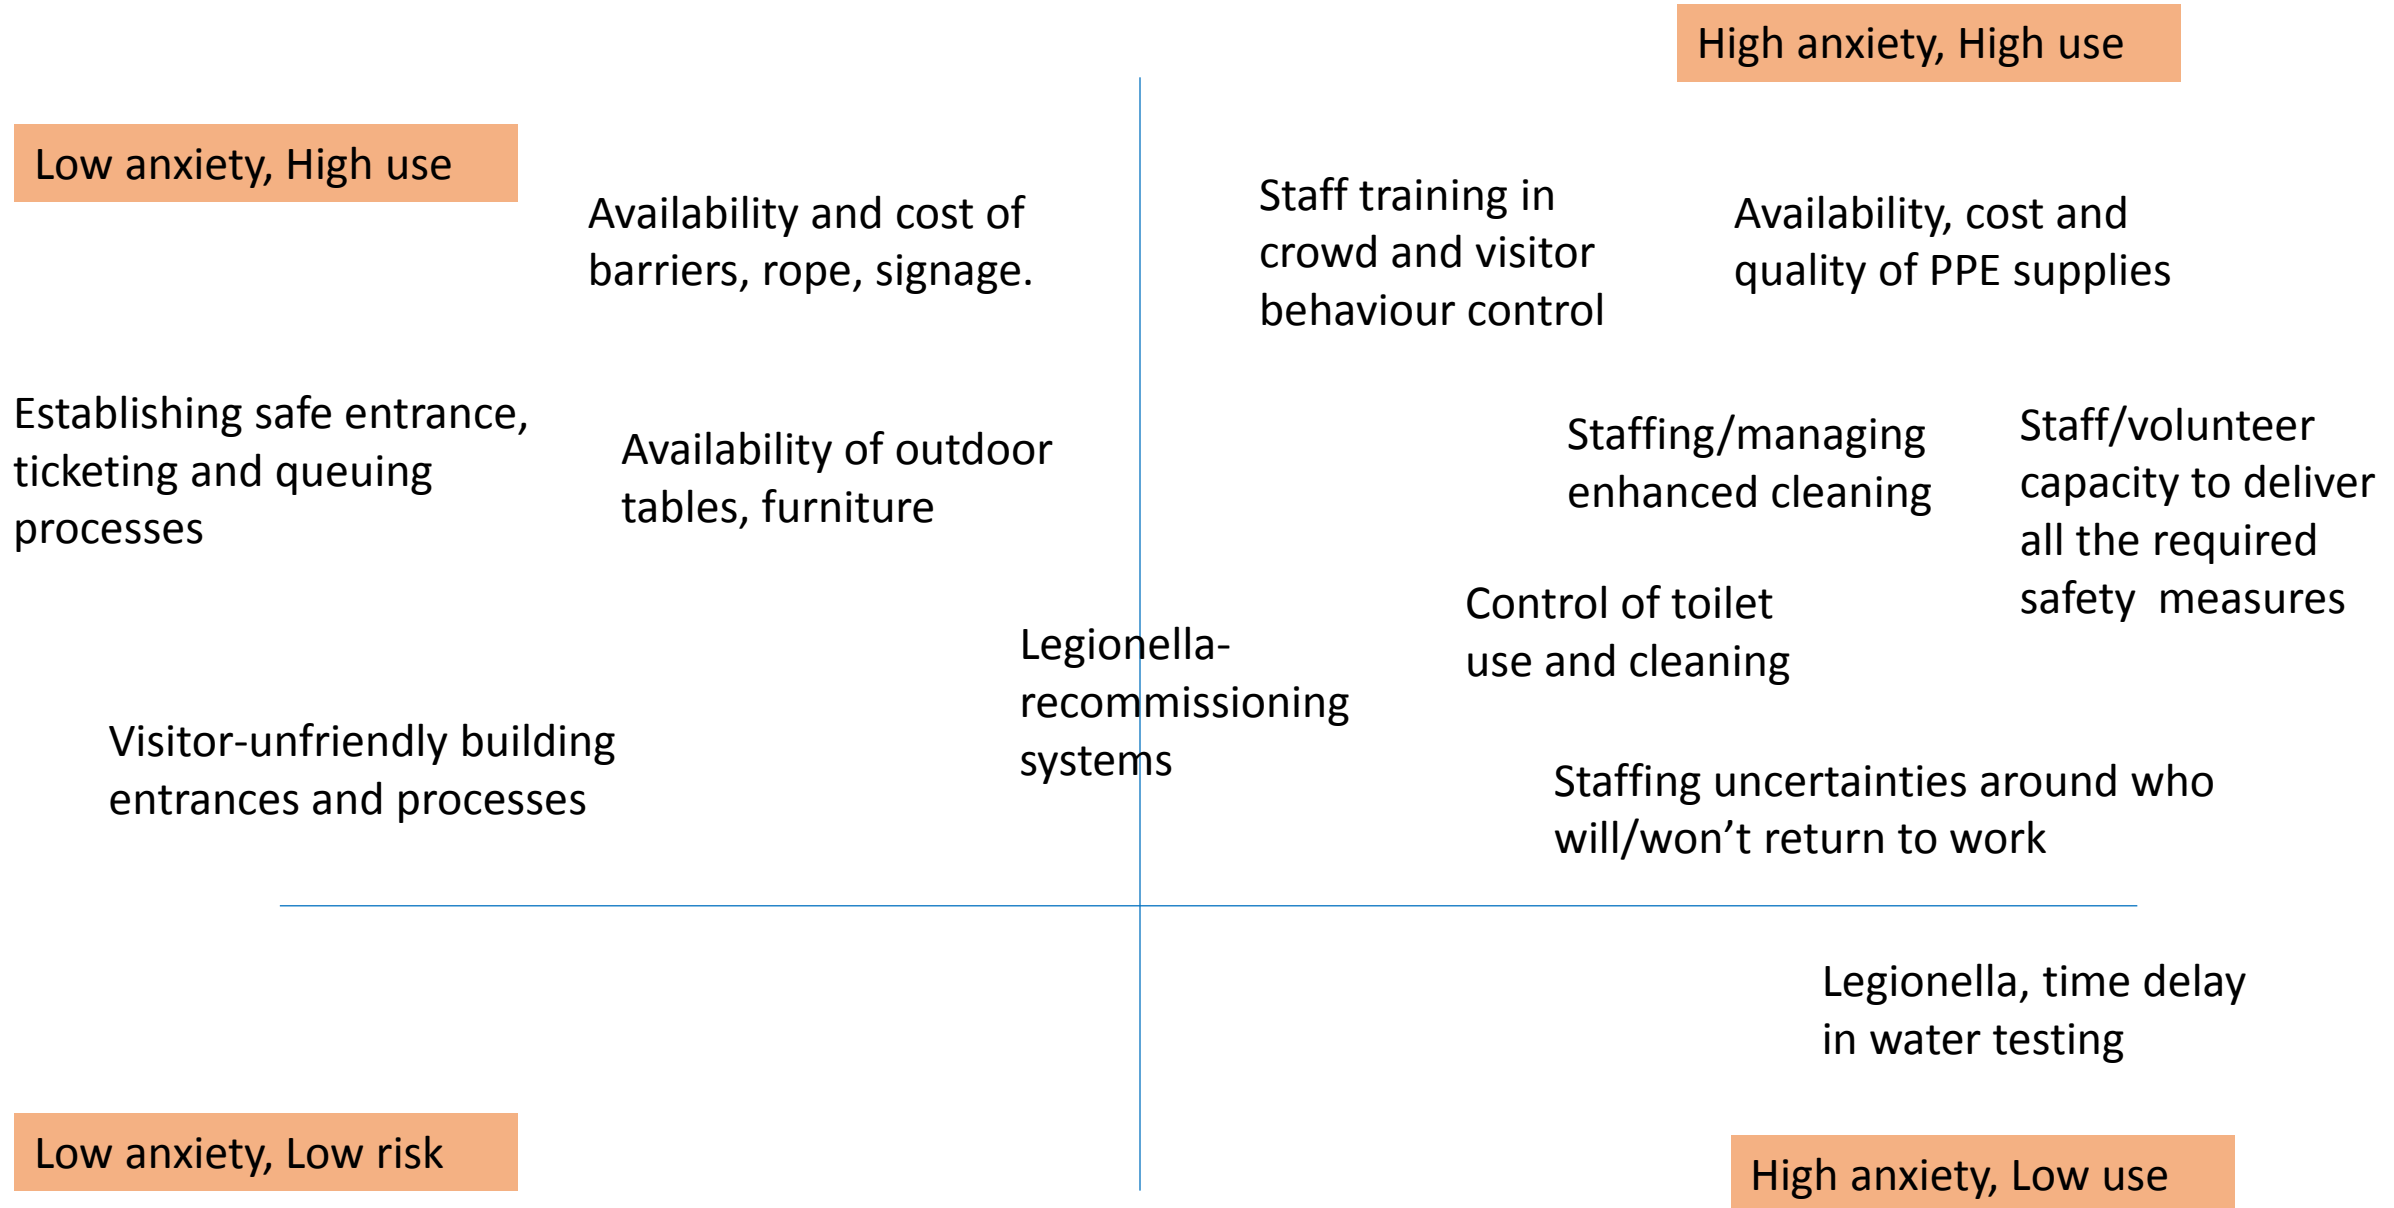 High anxiety, High use
Low anxiety, High use
Availability and cost of
barriers, rope, signage.
Staff training in
crowd and visitor
behaviour control
Availability, cost and
quality of PPE supplies
Establishing safe entrance,
ticketing and queuing
processes
Availability of outdoor
tables, furniture
Staffing/managing
enhanced cleaning
Staff/volunteer
capacity to deliver
all the required
safety  measures
Control of toilet
use and cleaning
Legionella-
recommissioning
systems
Visitor-unfriendly building
entrances and processes
Staffing uncertainties around who
will/won’t return to work
Legionella, time delay
in water testing
Low anxiety, Low risk
High anxiety, Low use